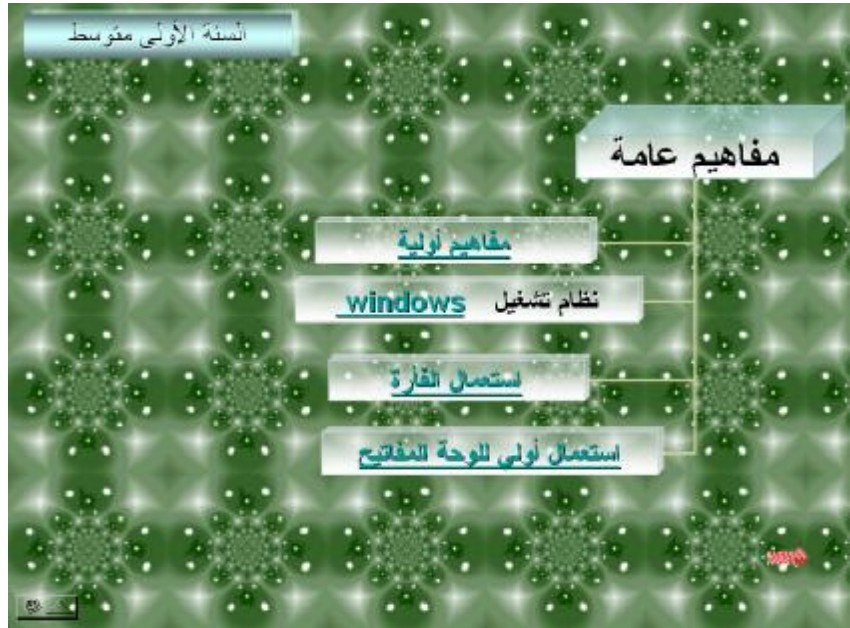 السنة الأولى متوسط
مفاهيم عامة
مفاهيم أولية
نظام تشغيل windows
استعمال الفأرة
استعمال أولي للوحة المفاتيح